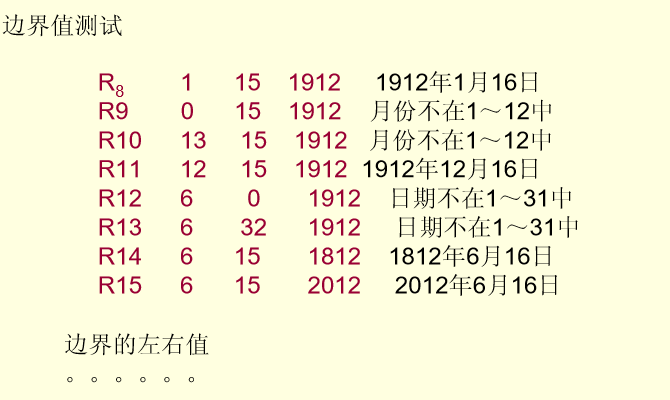 边界值测试
R8 1 15 1912 1912年1月16日
R9 0 15 1912 月份不在1～12中
R10 13 15 1912 月份不在1～12中
R11 12 15 1912 1912年12月16日
R12 6 0 1912 日期不在1～31中
R13 6 32 1912 日期不在1～31中
R14 6 15 1812 1812年6月16日
R15 6 15 2012 2012年6月16日
边界的左右值
。。。。。。